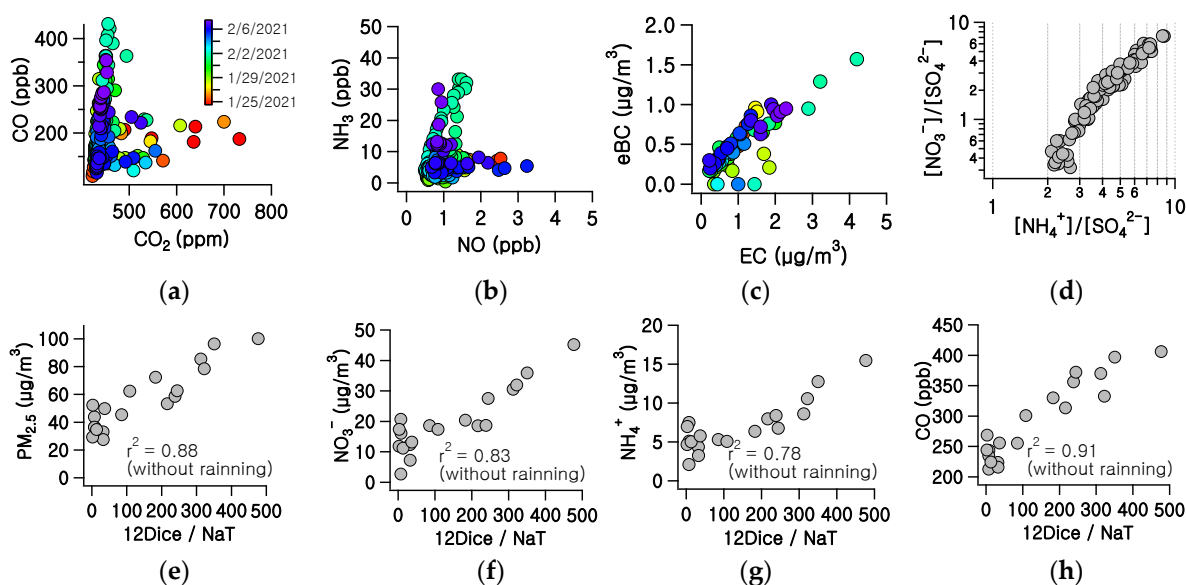 CO (ppb)
400
300
200
2/6/2021
2/2/2021
1/29/2021
1/25/2021
500 600 700 800
CO₂ (ppm)
(a)
NH₃ (ppb)
50
40
30
20
10
0
0 1 2 3 4 5
NO (ppb)
(b)
eBC (µg/m³)
2.0
1.5
1.0
0.5
0.0
0 1 2 3 4 5
EC (µg/m³)
(c)
[NO₃⁻]/[SO₄²⁻]
10
6
4
2
1
6
4
1 2 3 4 5 6 10
[NH₄⁺]/[SO₄²⁻]
(d)
PM₂.₅ (µg/m³)
100
80
60
40
20
0
r² = 0.88
(without rainning)
0 100 200 300 400 500
12Dice / NaT
(e)
NO₃⁻ (µg/m³)
50
40
30
20
10
0
r² = 0.83
(without rainning)
0 100 200 300 400 500
12Dice / NaT
(f)
NH₄⁺ (µg/m³)
20
15
10
5
0
r² = 0.78
(without rainning)
0 100 200 300 400 500
12Dice / NaT
(g)
CO (ppb)
450
400
350
300
250
200
r² = 0.91
(without rainning)
0 100 200 300 400 500
12Dice / NaT
(h)